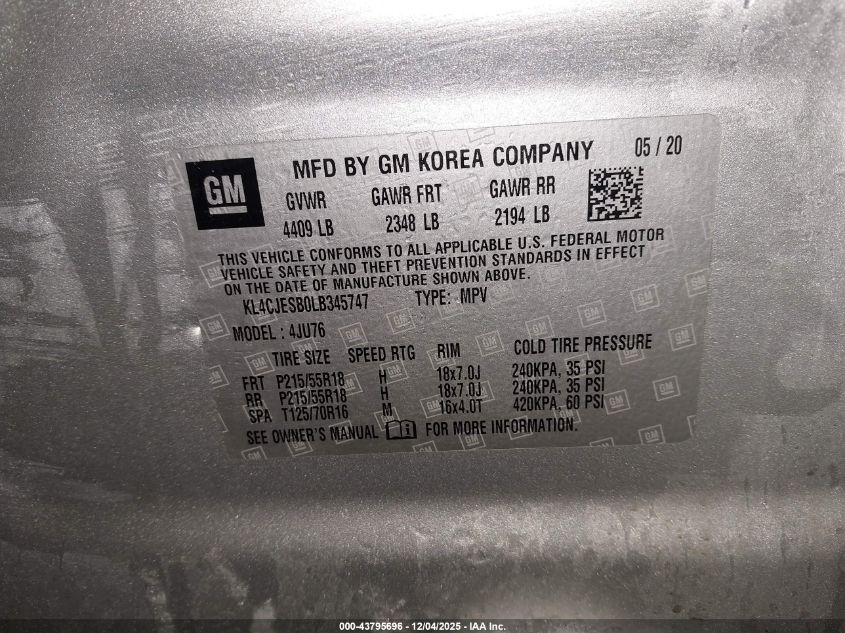 GM
MFD BY GM KOREA COMPANY 05 / 20
GVWR GAWR FRT GAWR RR
4409 LB 2348 LB 2194 LB
THIS VEHICLE CONFORMS TO ALL APPLICABLE U.S. FEDERAL MOTOR
VEHICLE SAFETY AND THEFT PREVENTION STANDARDS IN EFFECT
ON THE DATE OF MANUFACTURE SHOWN ABOVE.
KL4CJESB0LB345747 TYPE: MPV
MODEL: 4JU76
TIRE SIZE SPEED RTG RIM COLD TIRE PRESSURE
FRT P215/55R18 H 18x7.0J 240KPA, 35 PSI
RR P215/55R18 H 18x7.0J 240KPA, 35 PSI
SPA T125/70R16 M 16x4.0T 420KPA, 60 PSI
SEE OWNER'S MANUAL FOR MORE INFORMATION.
000-43795696 - 12/04/2025 - IAA Inc.